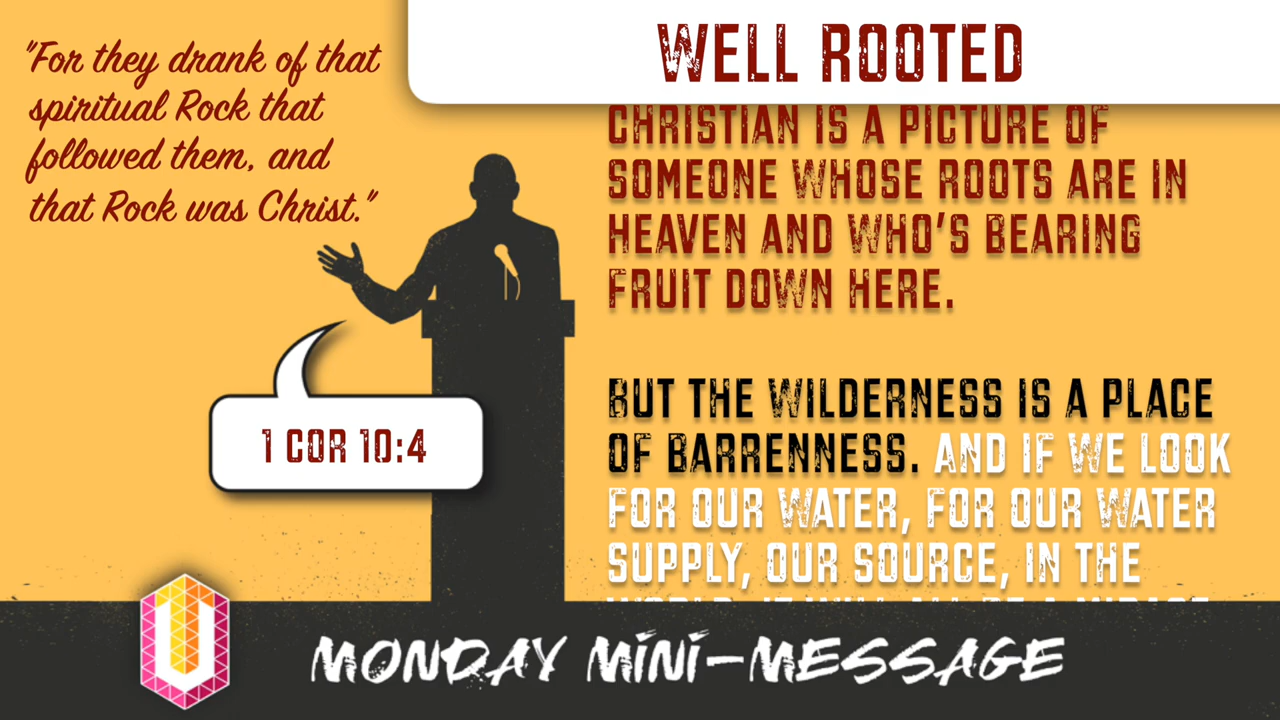 "For they drank of that
spiritual Rock that
followed them, and
that Rock was Christ."
1 COR 10:4
WELL ROOTED
CHRISTIAN IS A PICTURE OF
SOMEONE WHOSE ROOTS ARE IN
HEAVEN AND WHO'S BEARING
FRUIT DOWN HERE.
BUT THE WILDERNESS IS A PLACE
OF BARRENNESS. AND IF WE LOOK
FOR OUR WATER, FOR OUR WATER
SUPPLY, OUR SOURCE, IN THE
U
MONDAY MINI-MESSAGE